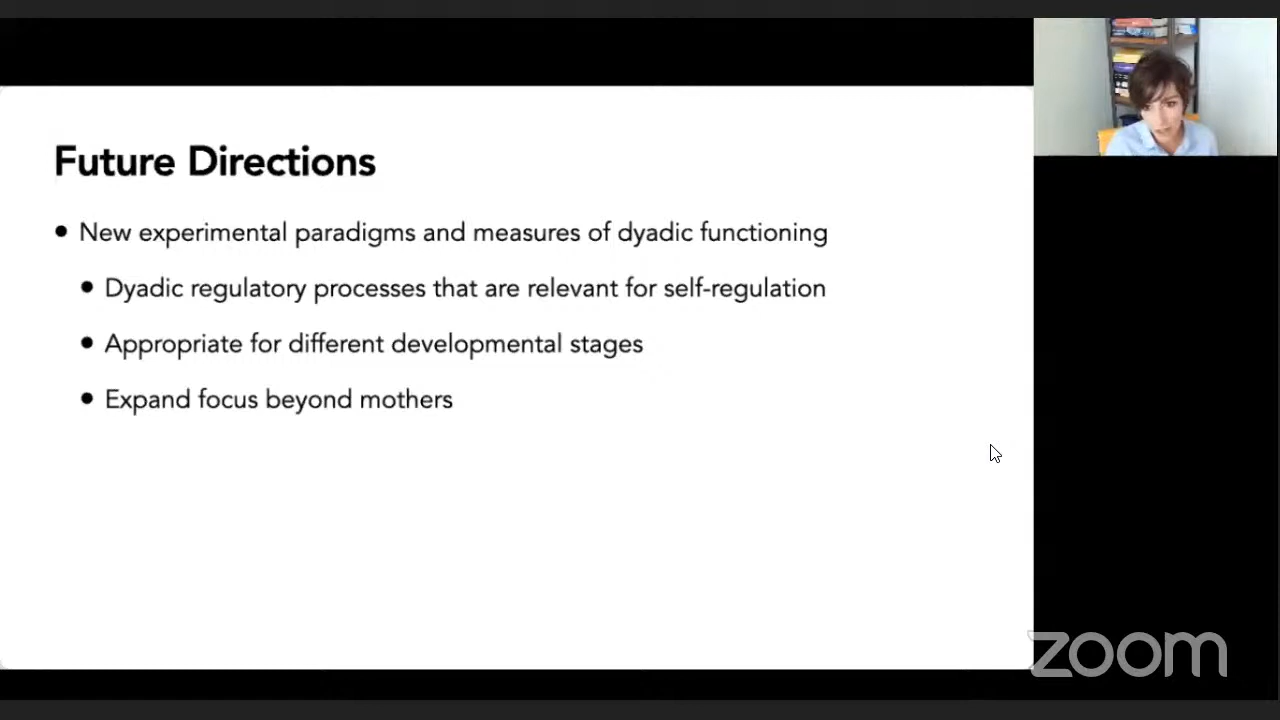 Future Directions
• New experimental paradigms and measures of dyadic functioning
• Dyadic regulatory processes that are relevant for self-regulation
• Appropriate for different developmental stages
• Expand focus beyond mothers
zoom